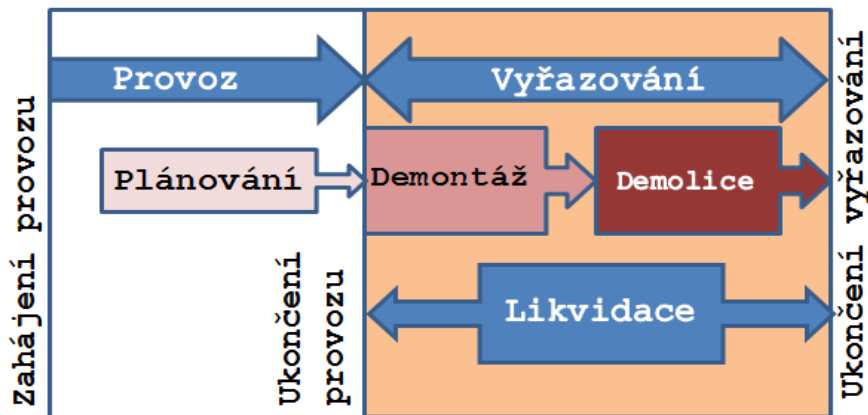 Provoz
Vyřazování
Plánování
Demontáž
Demolice
Likvidace
Zahájení provozu
Ukončení
provozu
Ukončení vyřazování